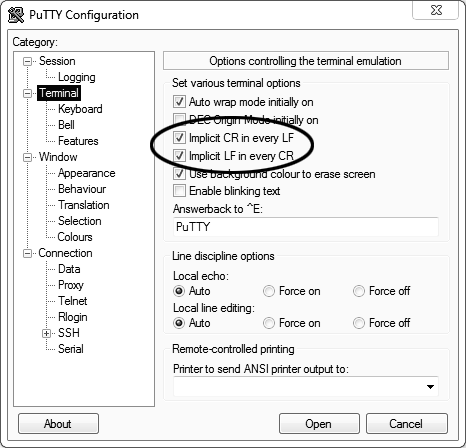 PuTTY Configuration
Category:
Session
Logging
Terminal
Keyboard
Bell
Features
Window
Appearance
Behaviour
Translation
Selection
Colours
Connection
Data
Proxy
Telnet
Rlogin
SSH
Serial
Options controlling the terminal emulation
Set various terminal options
Auto wrap mode initially on
DEC Origin Mode initially on
Implicit CR in every LF
Implicit LF in every CR
Use background colour to erase screen
Enable blinking text
Answerback to ^E:
PuTTY
Line discipline options
Local echo:
Auto Force on Force off
Local line editing:
Auto Force on Force off
Remote-controlled printing
Printer to send ANSI printer output to:
About Open Cancel